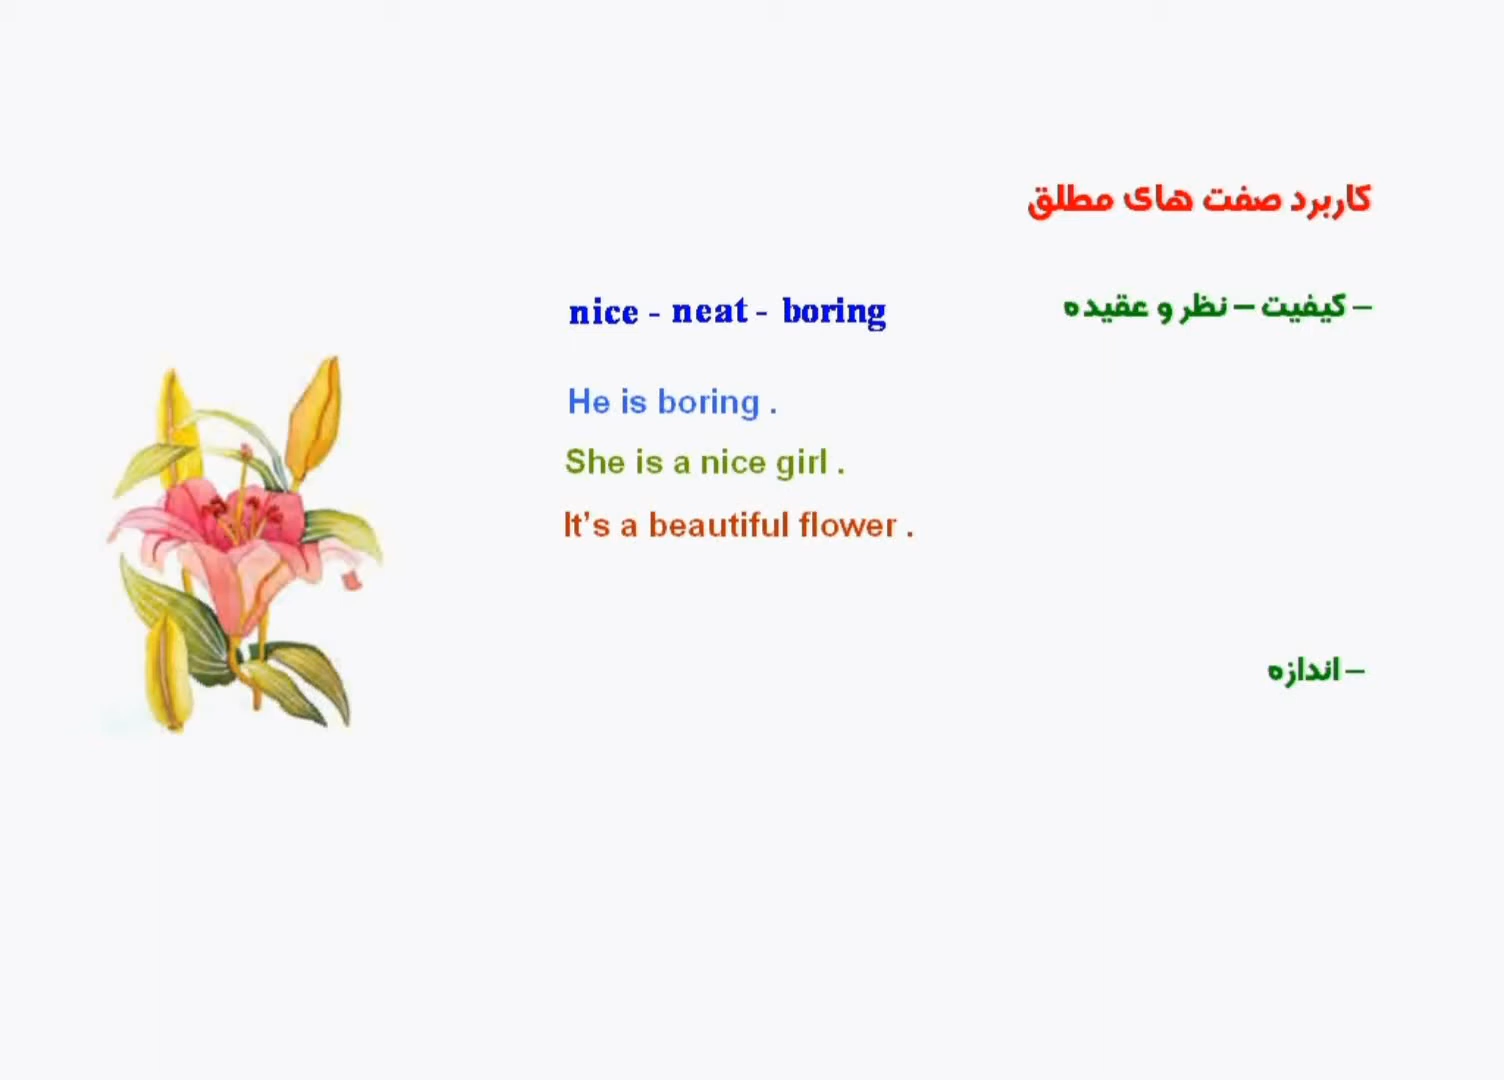 کاربرد صفت های مطلق
– کیفیت – نظر و عقیده
nice - neat - boring
He is boring .
She is a nice girl .
It’s a beautiful flower .
– اندازه